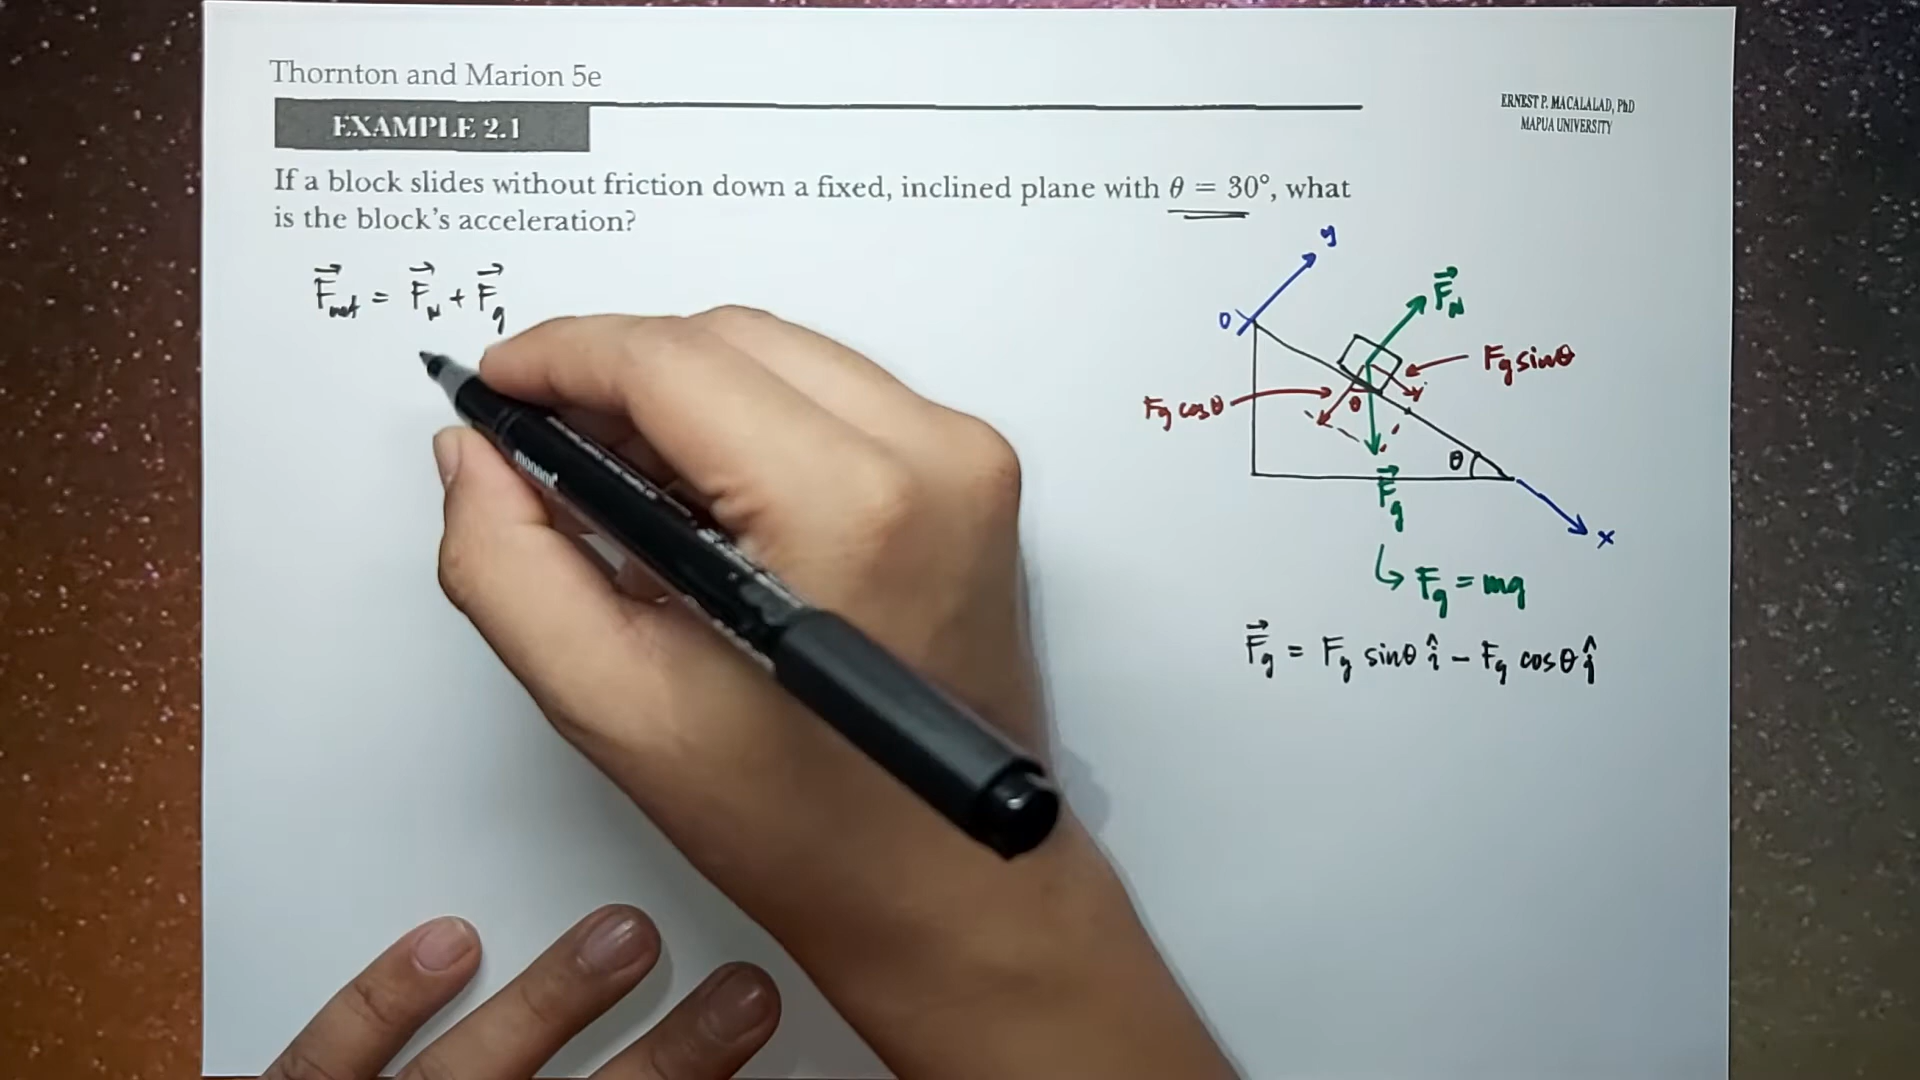 Thornton and Marion 5e
ERNEST P. MACALALAD, PhD
MAPUA UNIVERSITY
EXAMPLE 2.1
If a block slides without friction down a fixed, inclined plane with θ = 30°, what
is the block's acceleration?
F⃗net = F⃗N + F⃗g
y
O
F⃗N
Fg sinθ
Fg cosθ
θ
θ
F⃗g
x
↳ Fg = mg
F⃗g = Fg sinθ î − Fg cosθ ĵ
monami